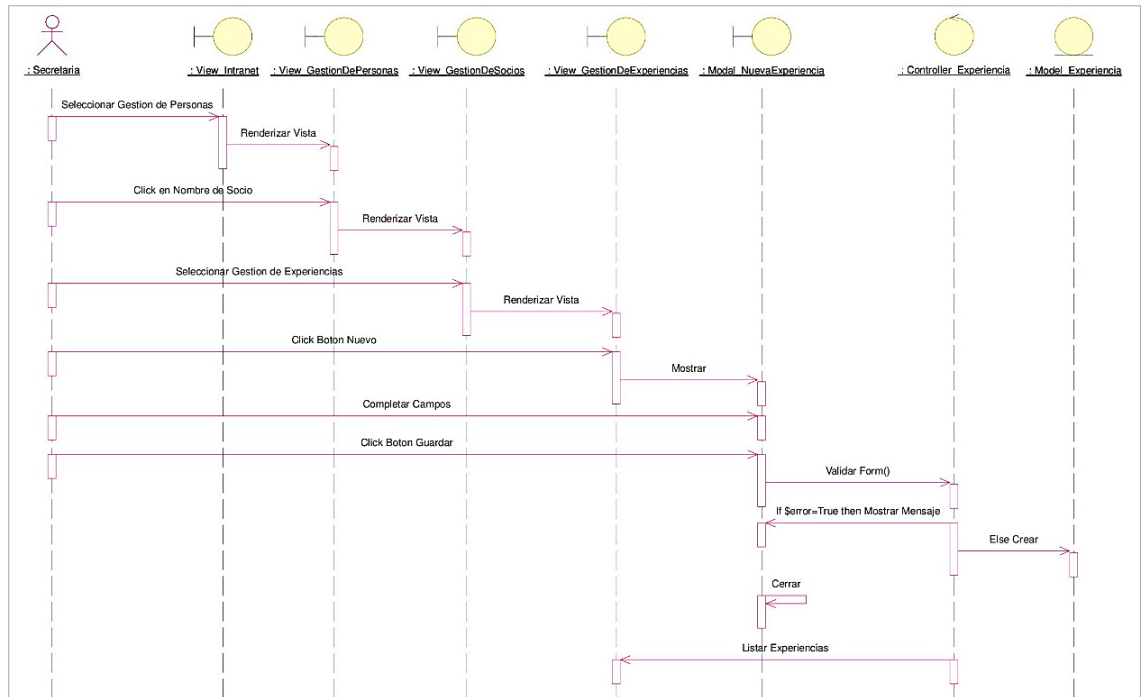 : Secretaria
: View_Intranet
: View_GestionDePersonas
: View_GestionDeSocios
: View_GestionDeExperiencias
: Modal_NuevaExperiencia
: Controller_Experiencia
: Model_Experiencia
Seleccionar Gestion de Personas
Renderizar Vista
Click en Nombre de Socio
Renderizar Vista
Seleccionar Gestion de Experiencias
Renderizar Vista
Click Boton Nuevo
Mostrar
Completar Campos
Click Boton Guardar
Validar Form()
If $error=True then Mostrar Mensaje
Else Crear
Cerrar
Listar Experiencias